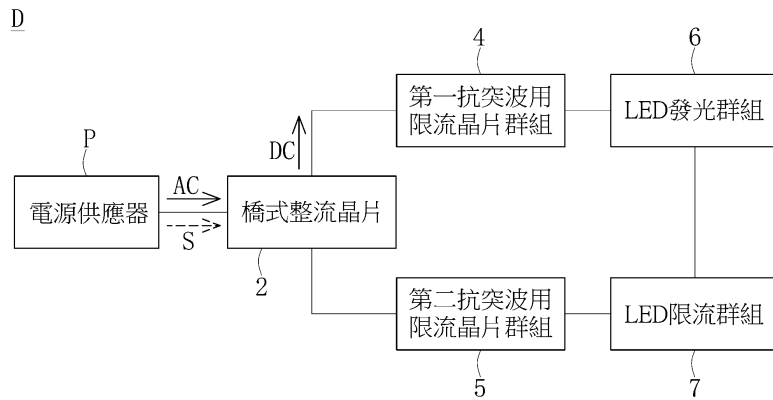 D
4
6
第一抗突波用
限流晶片群組
LED發光群組
P
DC
電源供應器
AC
S
橋式整流晶片
2
第二抗突波用
限流晶片群組
LED限流群組
5
7